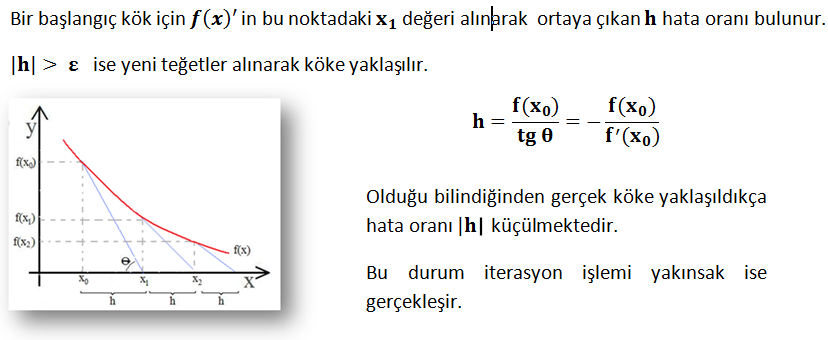 Bir başlangıç kök için f(x)′ in bu noktadaki x₁ değeri alınarak ortaya çıkan h hata oranı bulunur.
|h| > ε ise yeni teğetler alınarak köke yaklaşılır.
h = f(x₀) / tg θ = − f(x₀) / f′(x₀)
y
f(x₀)
f(x₁)
f(x₂)
f(x)
θ
x₀ x₁ x₂ X
h h h
Olduğu bilindiğinden gerçek köke yaklaşıldıkça
hata oranı |h| küçülmektedir.
Bu durum iterasyon işlemi yakınsak ise
gerçekleşir.